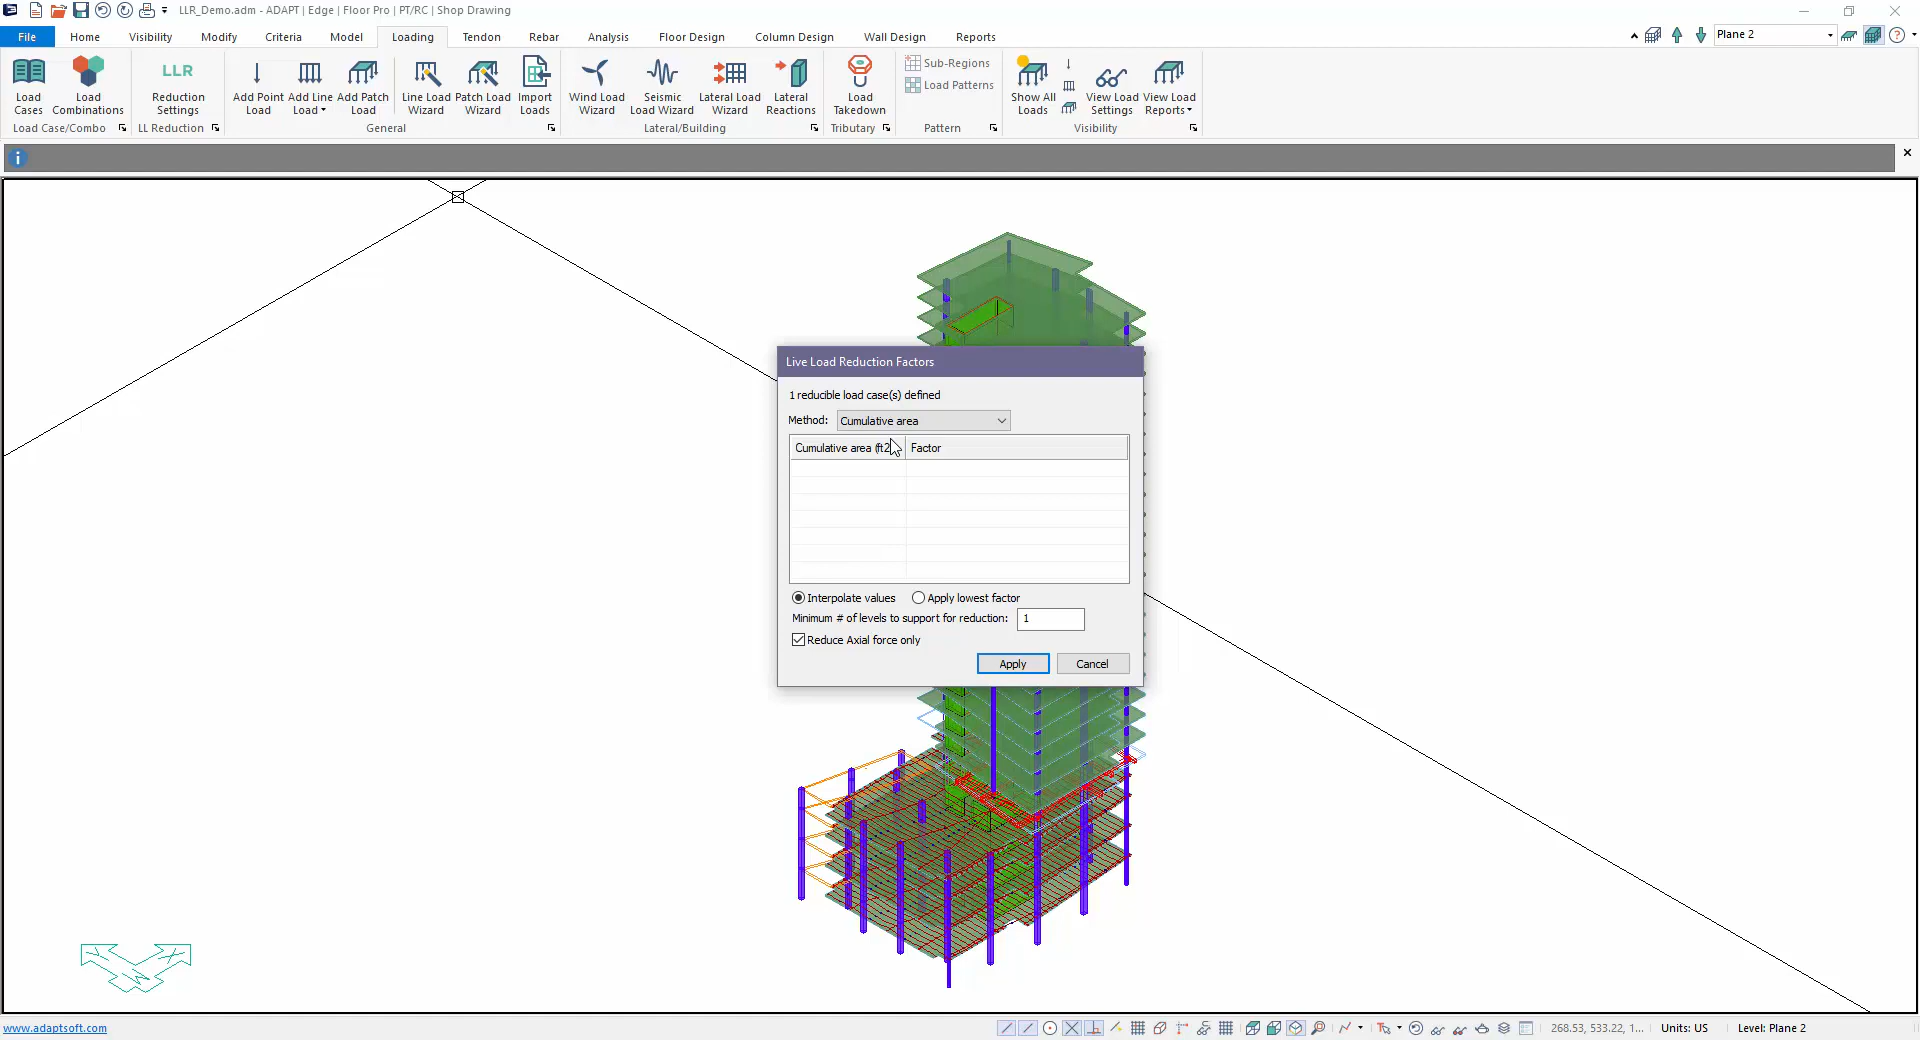 LLR_Demo.adm - ADAPT | Edge | Floor Pro | PT/RC | Shop Drawing
File Home Visibility Modify Criteria Model Loading Tendon Rebar Analysis Floor Design Column Design Wall Design Reports Plane 2
LLR
Sub-Regions
Load Patterns
Load Cases
Load Combinations
Reduction Settings
Add Point Load
Add Line Load
Add Patch Load
Line Load Wizard
Patch Load Wizard
Import Loads
Wind Load Wizard
Seismic Load Wizard
Lateral Load Wizard
Lateral Reactions
Load Takedown
Show All Loads
View Load Settings
View Load Reports
Load Case/Combo LL Reduction General Lateral/Building Tributary Pattern Visibility
Live Load Reduction Factors
1 reducible load case(s) defined
Method: Cumulative area
Cumulative area (ft2 Factor
Interpolate values Apply lowest factor
Minimum # of levels to support for reduction: 1
Reduce Axial force only
Apply Cancel
www.adaptsoft.com 268.53, 533.22, 1... Units: US Level: Plane 2